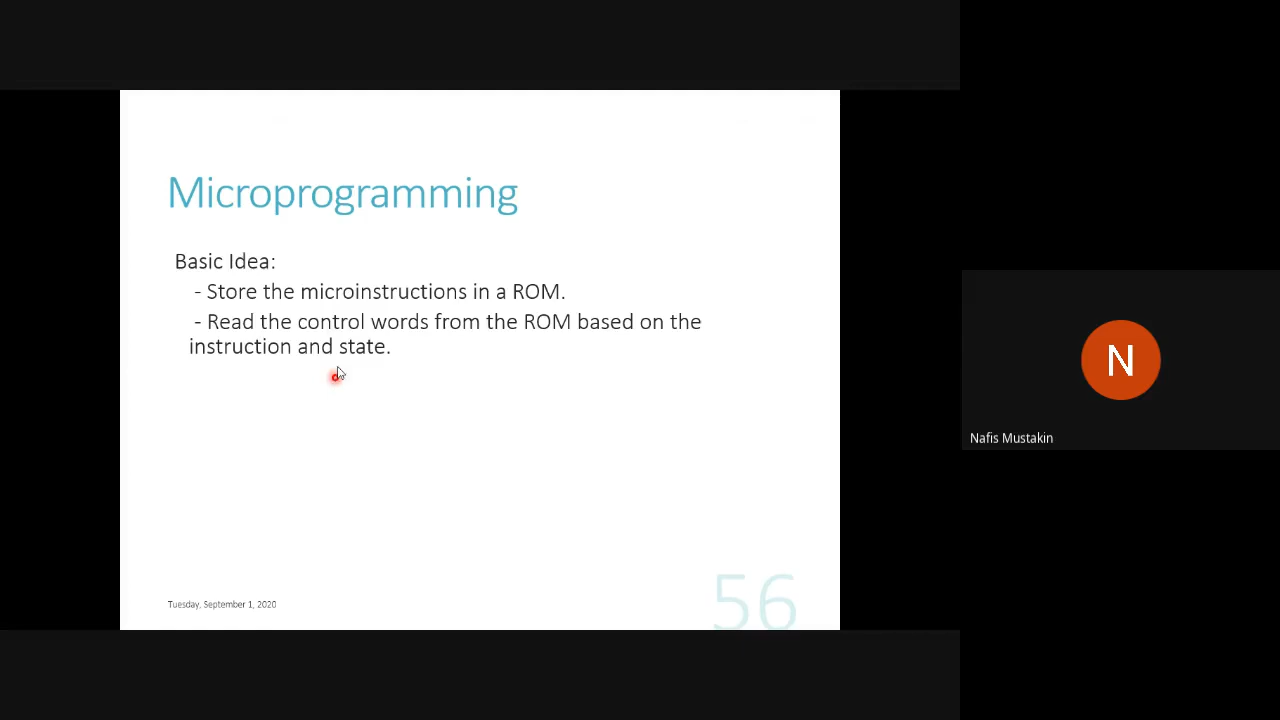 Microprogramming
Basic Idea:
- Store the microinstructions in a ROM.
- Read the control words from the ROM based on the
instruction and state.
Tuesday, September 1, 2020
56
N
Nafis Mustakin